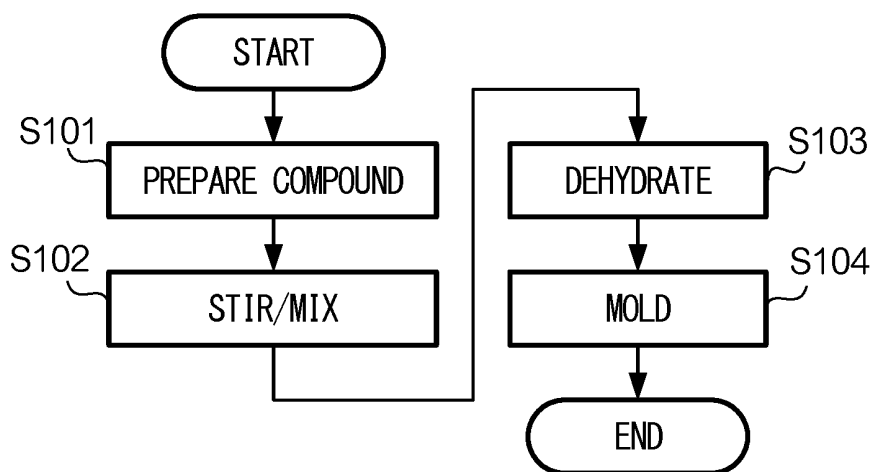 START
S101
PREPARE COMPOUND
S102
STIR/MIX
S103
DEHYDRATE
S104
MOLD
END